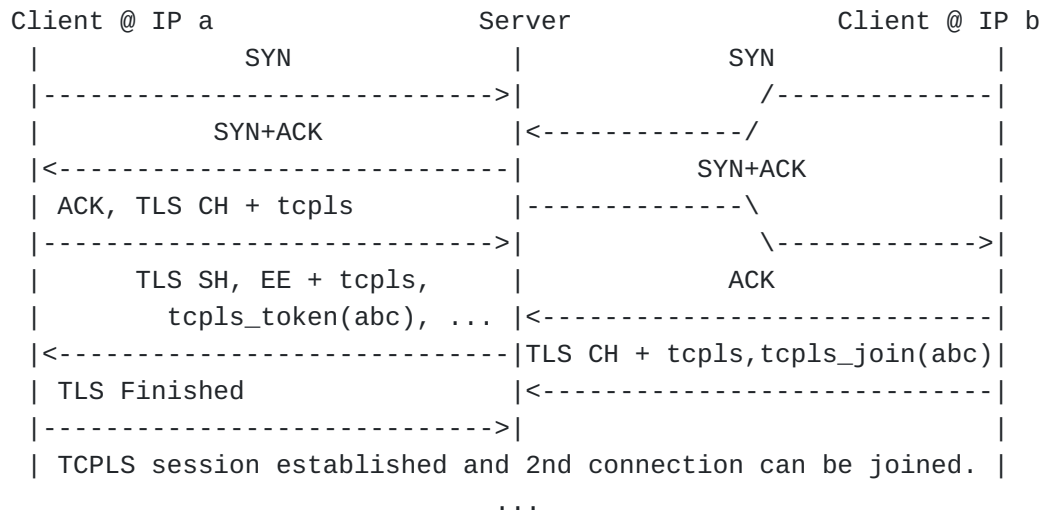 Client @ IP a                 Server                 Client @ IP b
 |             SYN              |             SYN              |
 |----------------------------->|               /--------------|
 |           SYN+ACK            |<-------------/               |
 |<-----------------------------|           SYN+ACK            |
 | ACK, TLS CH + tcpls          |--------------\               |
 |----------------------------->|               \------------->|
 |      TLS SH, EE + tcpls,     |             ACK              |
 |        tcpls_token(abc), ... |<-----------------------------|
 |<-----------------------------|TLS CH + tcpls,tcpls_join(abc)|
 | TLS Finished                 |<-----------------------------|
 |----------------------------->|                              |
 | TCPLS session established and 2nd connection can be joined. |
                               ...